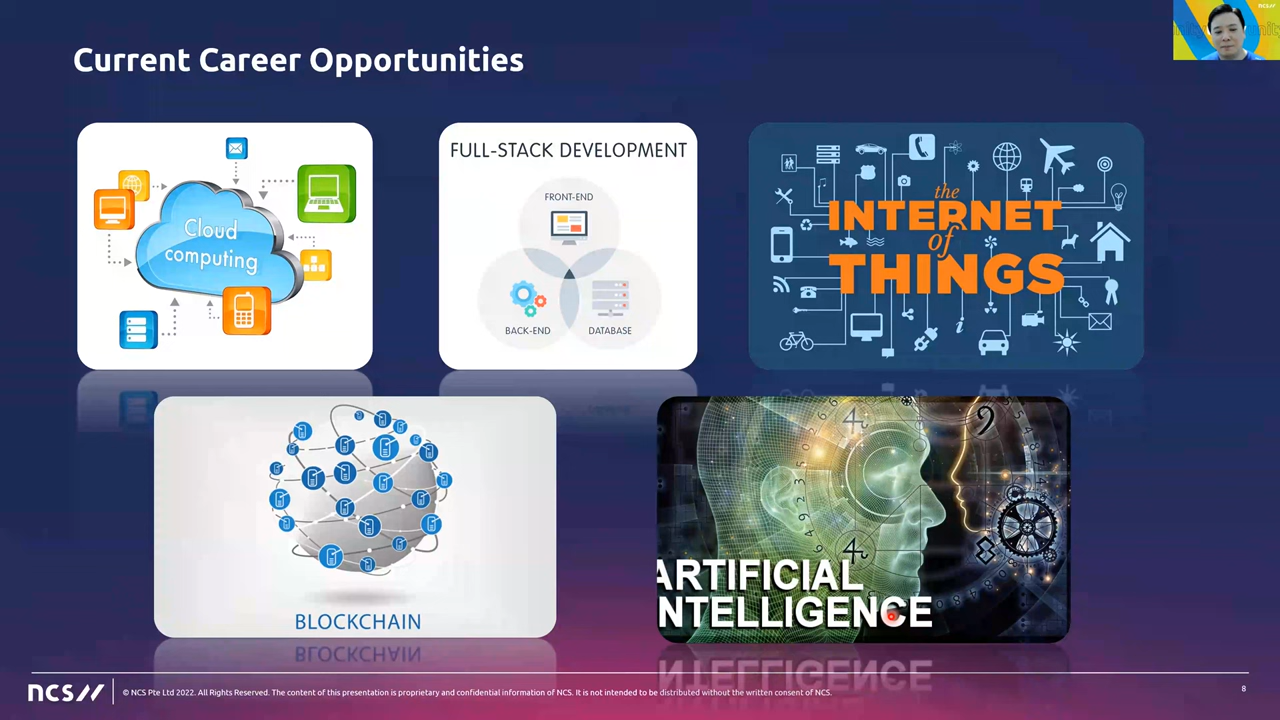 Current Career Opportunities
ncs//
Cloud
computing
FULL-STACK DEVELOPMENT
FRONT-END
BACK-END
DATABASE
the
INTERNET
of
THINGS
BLOCKCHAIN
ARTIFICIAL
INTELLIGENCE
ncs//
© NCS Pte Ltd 2022. All Rights Reserved. The content of this presentation is proprietary and confidential information of NCS. It is not intended to be distributed without the written consent of NCS.
8